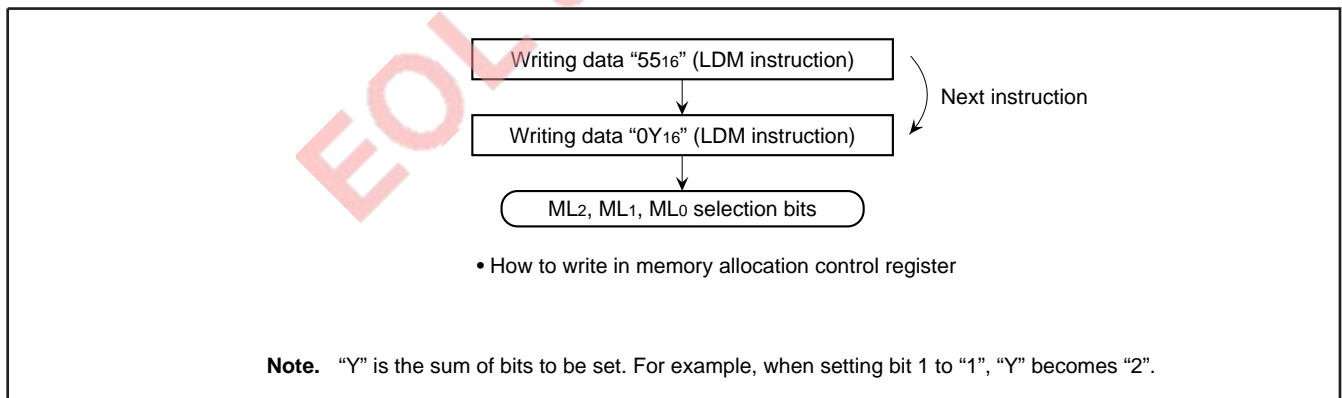 EOL
Writing data “5516” (LDM instruction)
Next instruction
Writing data “0Y16” (LDM instruction)
ML2, ML1, ML0 selection bits
• How to write in memory allocation control register
Note. “Y” is the sum of bits to be set. For example, when setting bit 1 to “1”, “Y” becomes “2”.